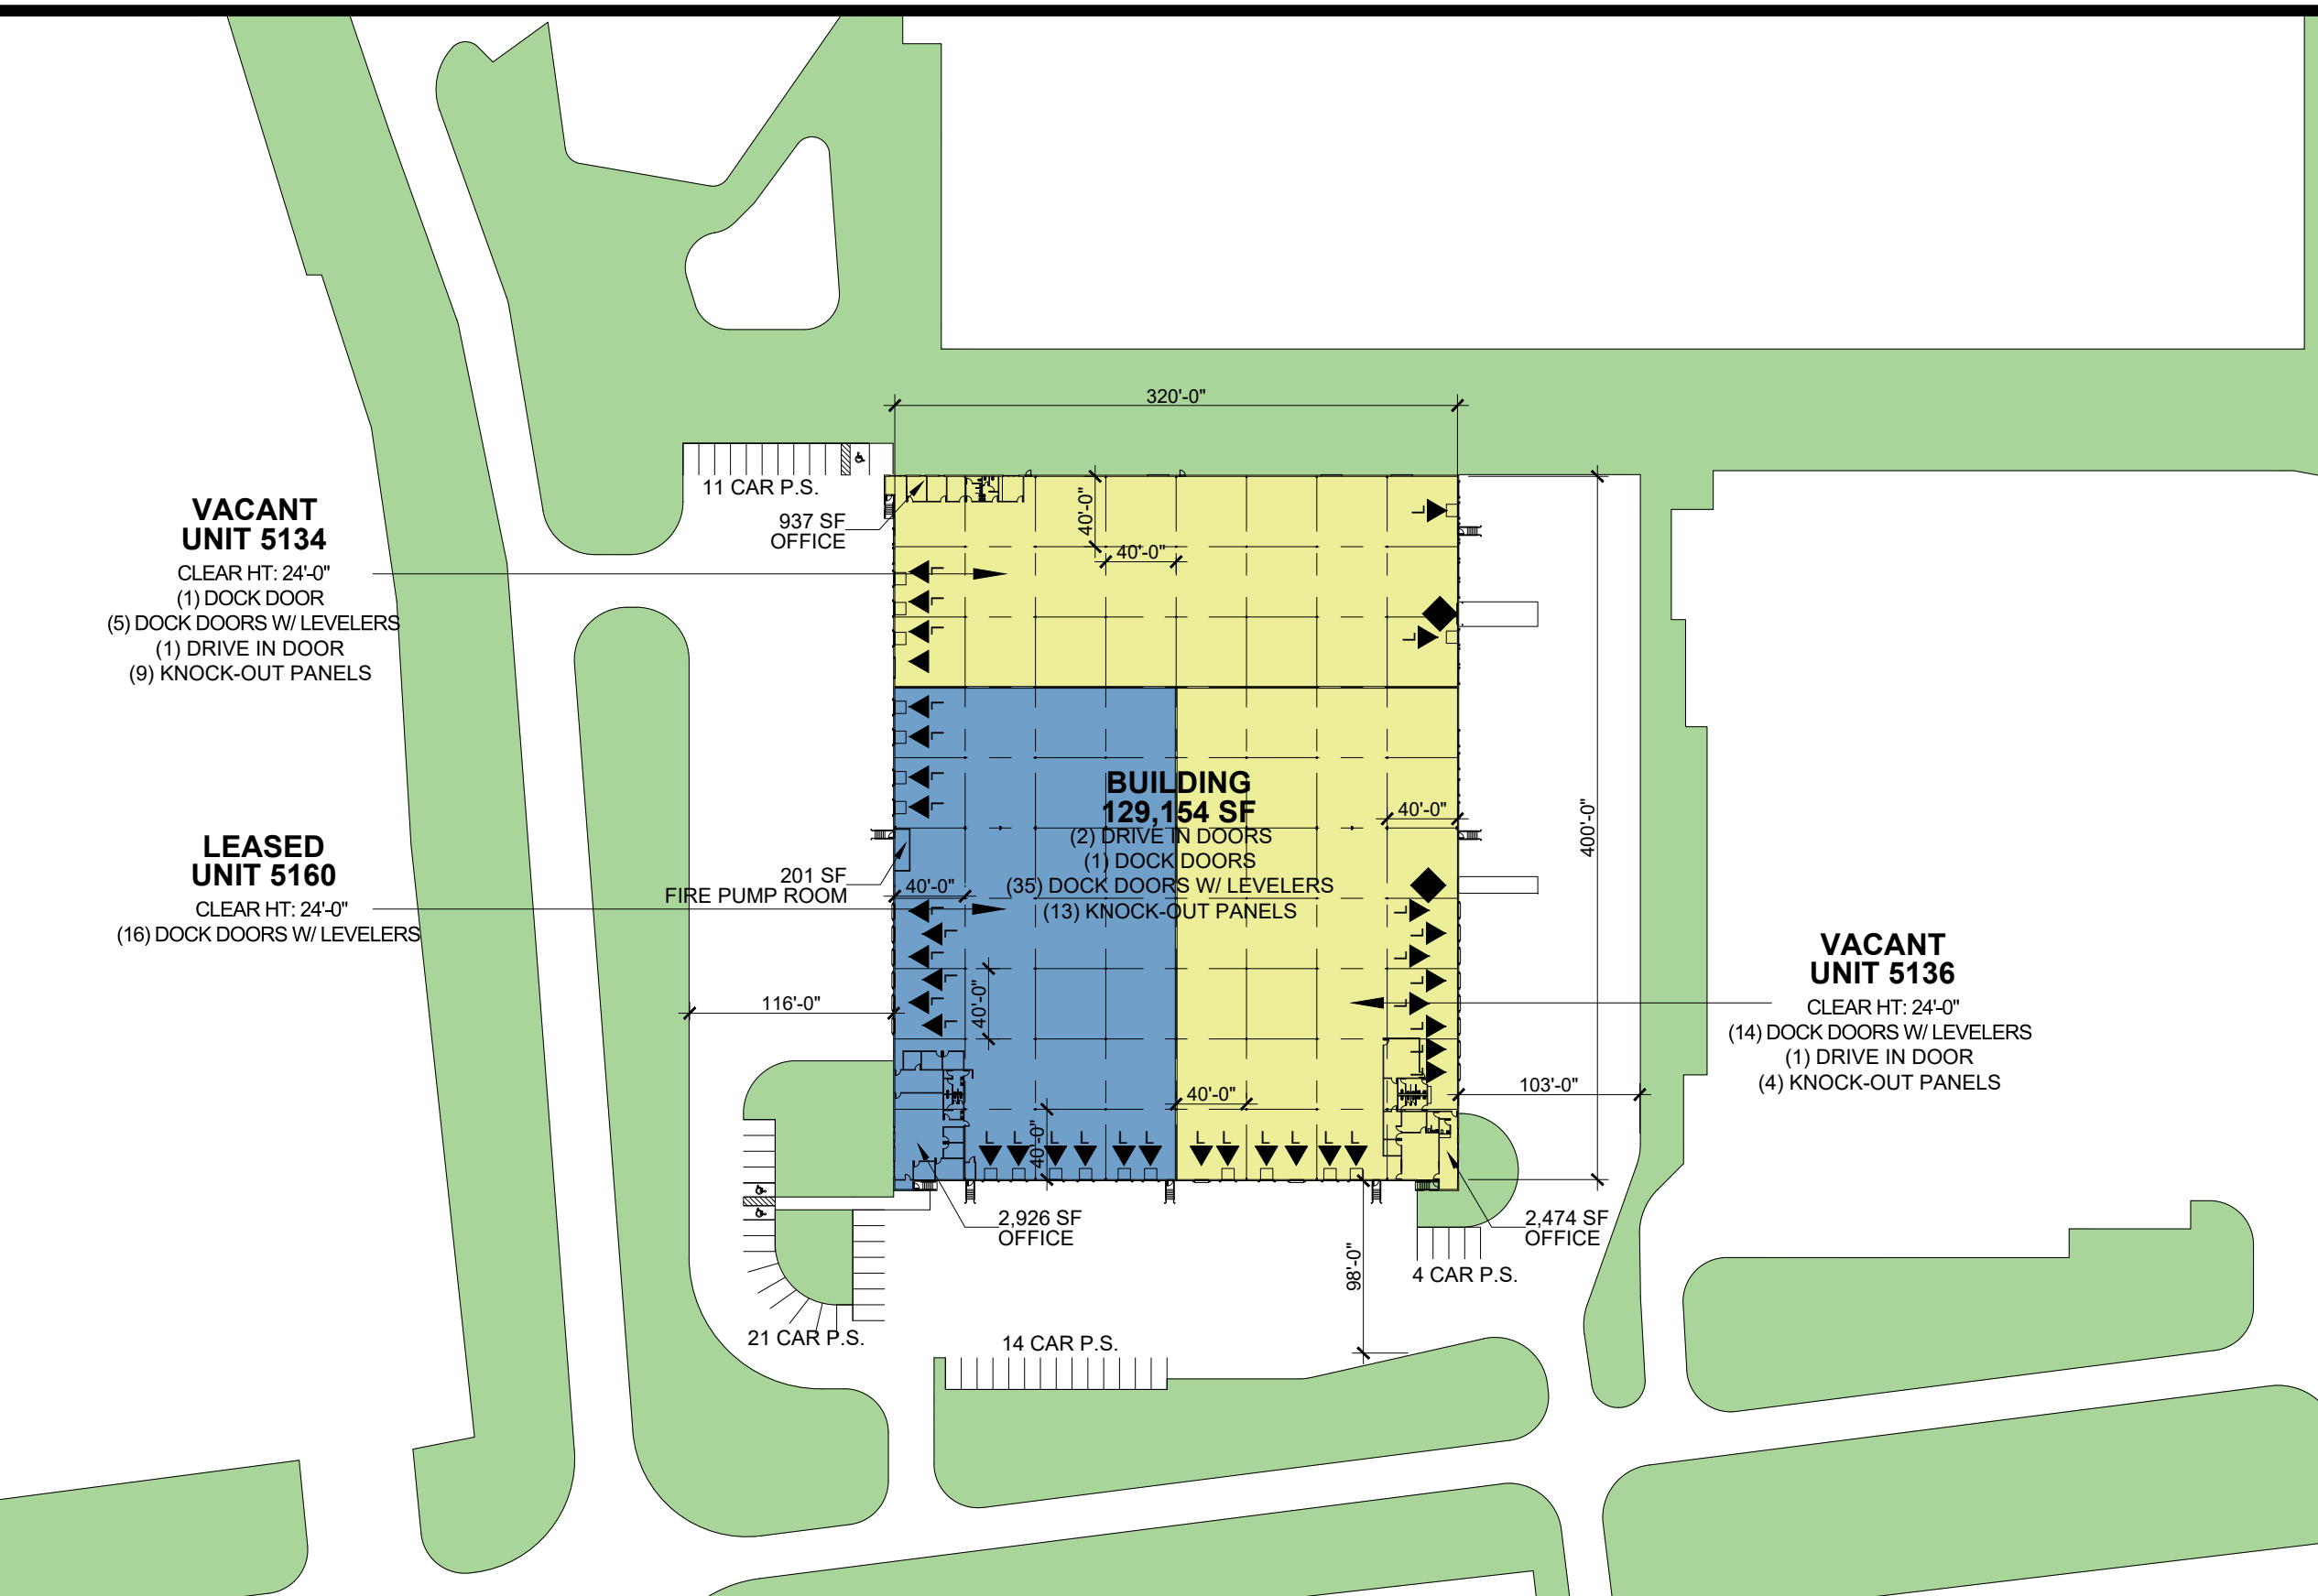 320'-0"
11 CAR P.S.
937 SF
OFFICE
40'-0"
40'-0"
VACANT
UNIT 5134
CLEAR HT: 24'-0"
(1) DOCK DOOR
(5) DOCK DOORS W/ LEVELERS
(1) DRIVE IN DOOR
(9) KNOCK-OUT PANELS
L
L
L
L
L
L
L
L
L
BUILDING
129,154 SF
(2) DRIVE IN DOORS
(1) DOCK DOORS
(35) DOCK DOORS W/ LEVELERS
(13) KNOCK-OUT PANELS
40'-0"
400'-0"
LEASED
UNIT 5160
CLEAR HT: 24'-0"
(16) DOCK DOORS W/ LEVELERS
201 SF
FIRE PUMP ROOM
40'-0"
L
L
L
L
L
L
L
L
L
L
L
L
L
L
VACANT
UNIT 5136
CLEAR HT: 24'-0"
(14) DOCK DOORS W/ LEVELERS
(1) DRIVE IN DOOR
(4) KNOCK-OUT PANELS
116'-0"
40'-0"
103'-0"
40'-0"
40'-0"
L
L
L
L
L
L
L
L
L
L
L
L
2,926 SF
OFFICE
2,474 SF
OFFICE
98'-0"
4 CAR P.S.
21 CAR P.S.
14 CAR P.S.